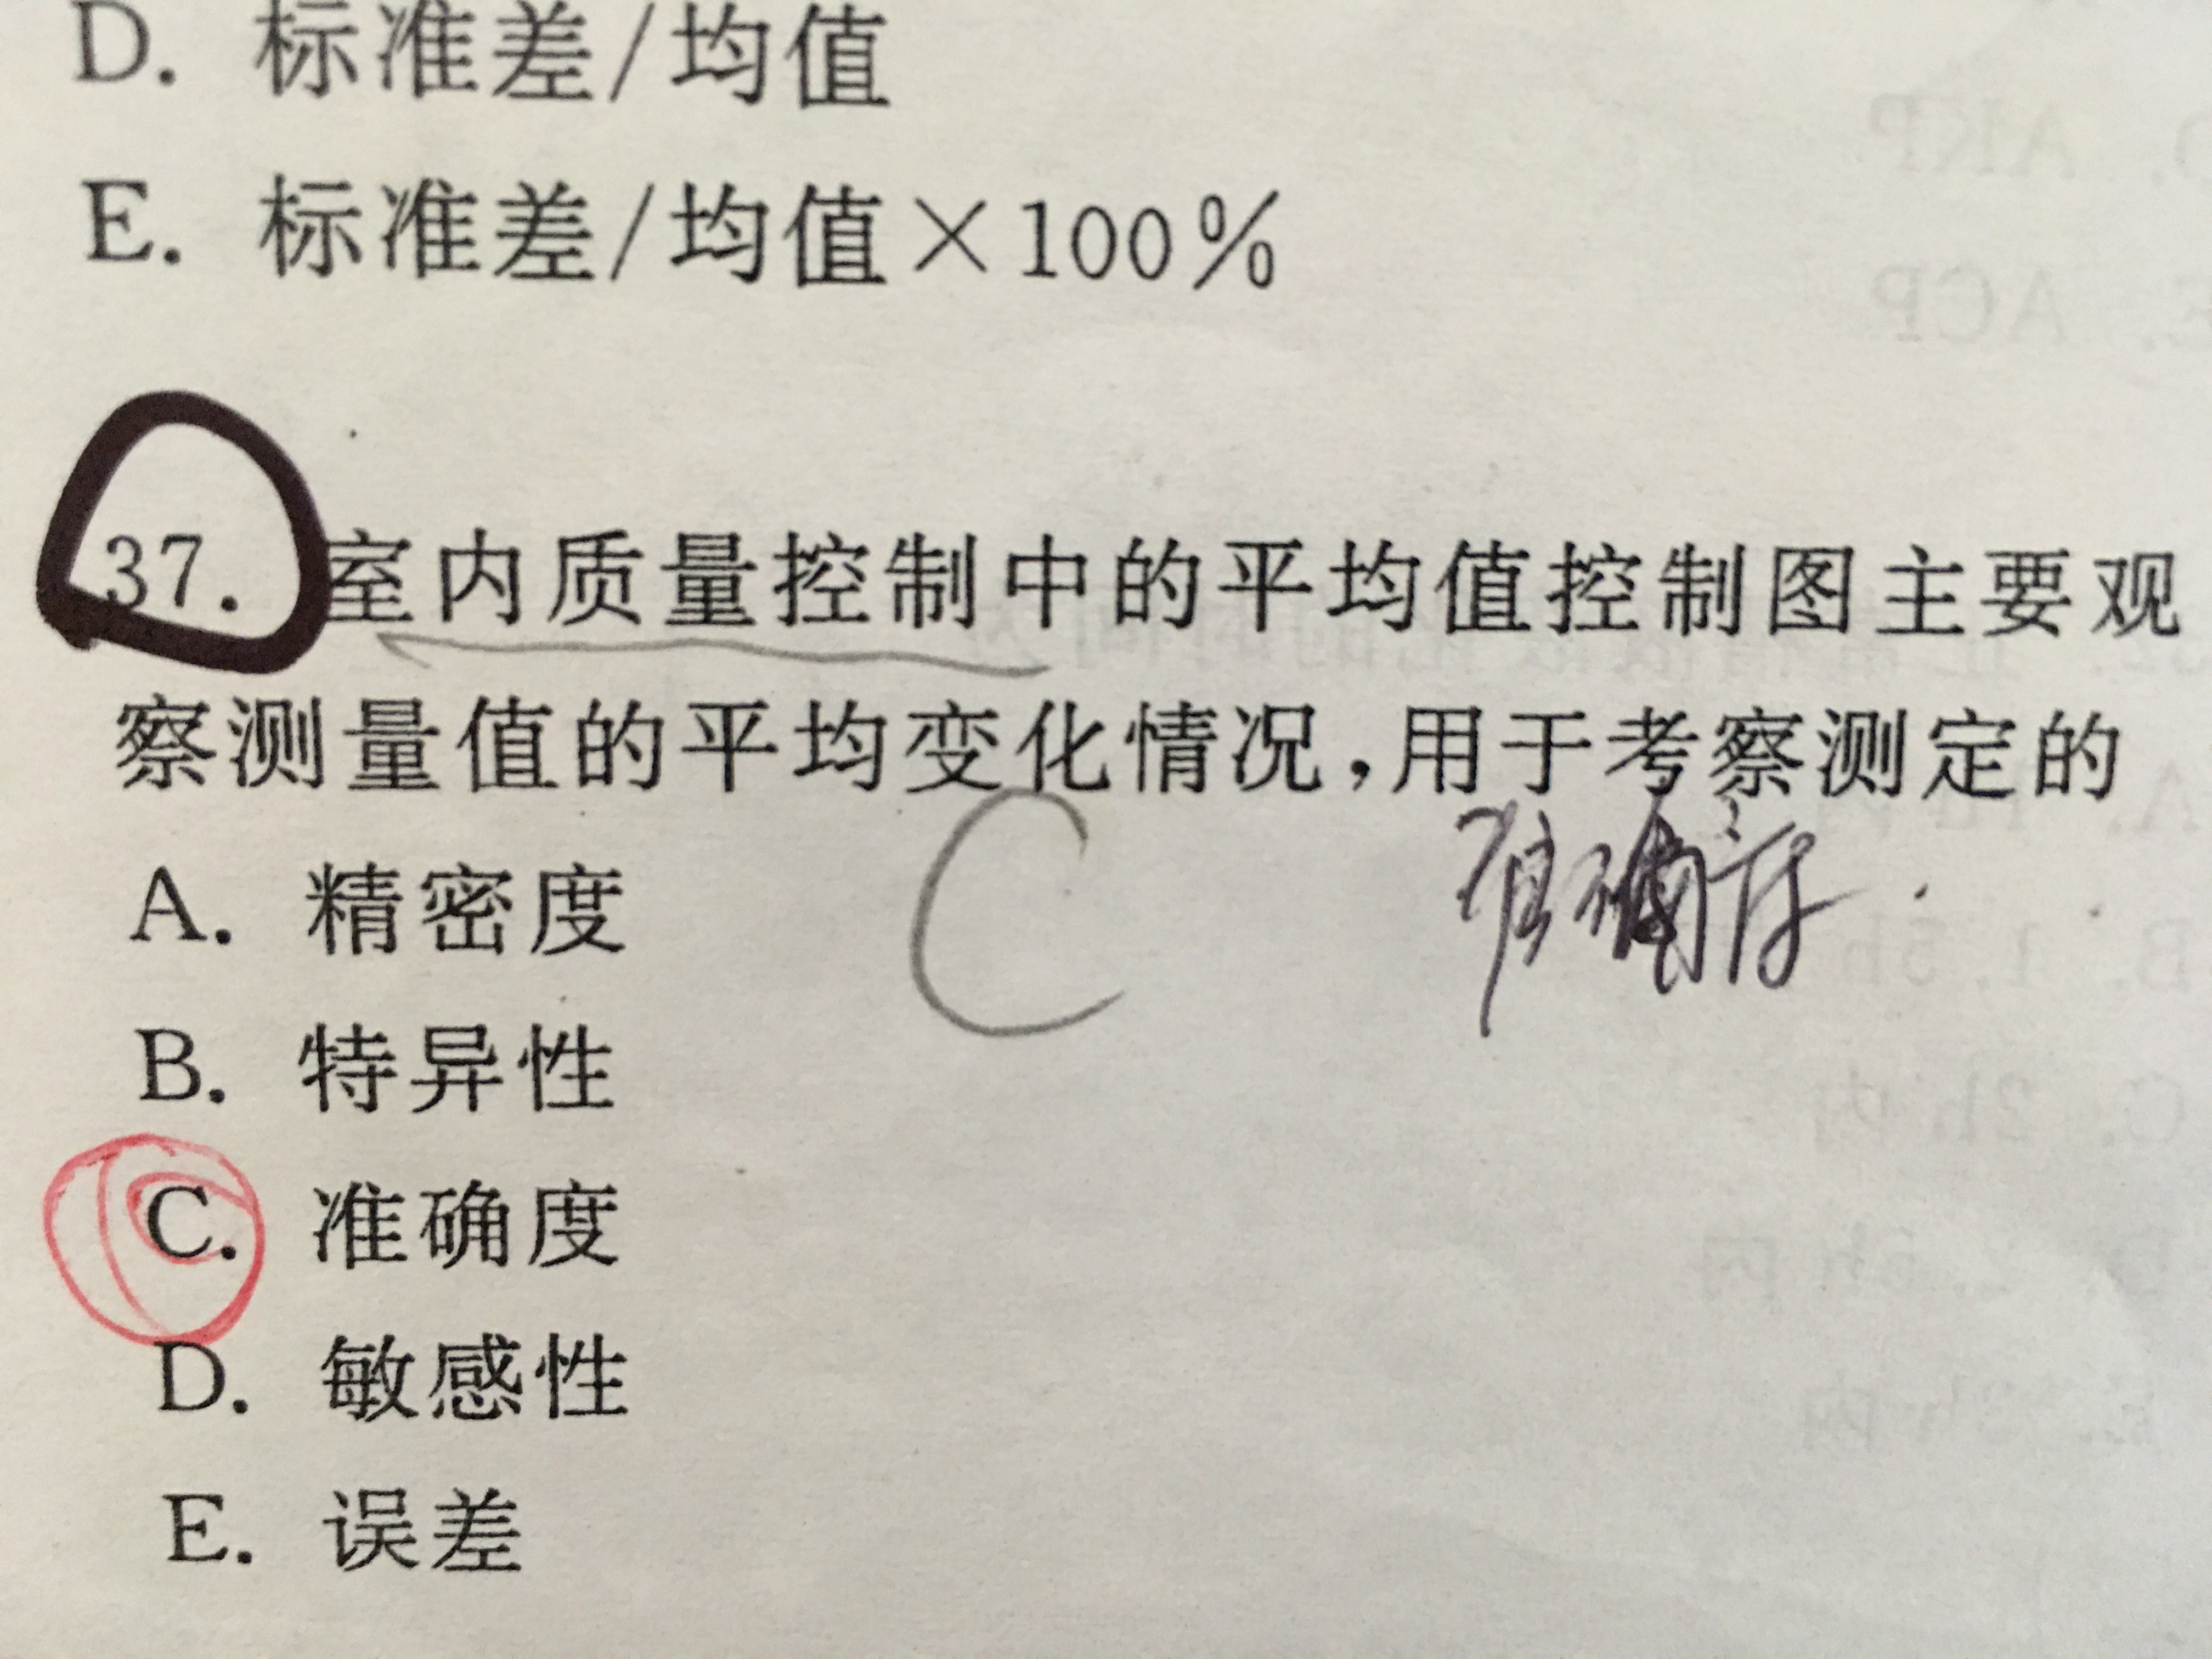 D. 标准差/均值
E. 标准差/均值×100%
37. 室内质量控制中的平均值控制图主要观
察测量值的平均变化情况,用于考察测定的
A. 精密度
B. 特异性
C. 准确度
D. 敏感性
E. 误差
C